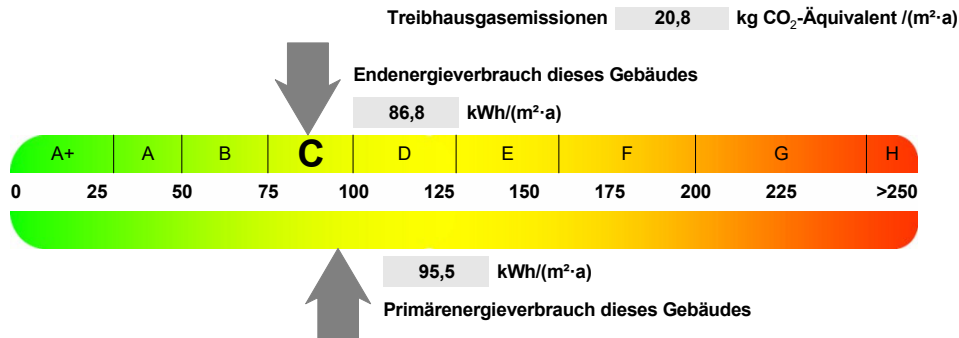 Treibhausgasemissionen 20,8 kg CO₂-Äquivalent /(m²·a)
Endenergieverbrauch dieses Gebäudes
86,8 kWh/(m²·a)
A+ A B C D E F G H
0 25 50 75 100 125 150 175 200 225 >250
95,5 kWh/(m²·a)
Primärenergieverbrauch dieses Gebäudes